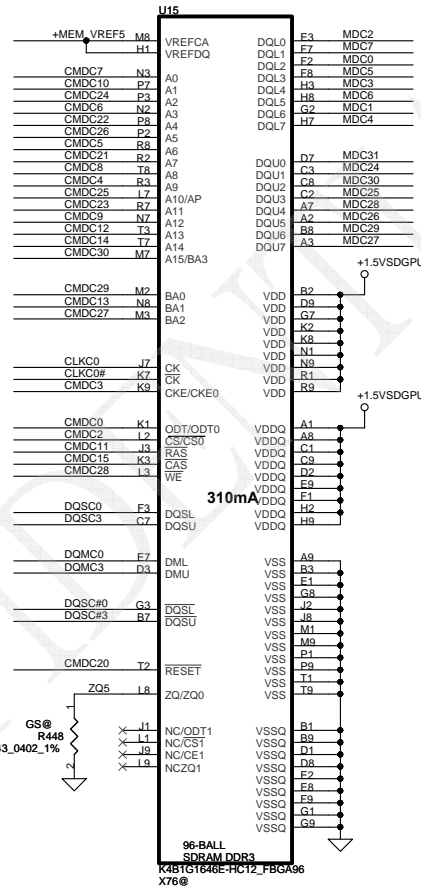 U15
+MEM_VREF5 M8 VREFCA
H1 VREFDQ
CMDC7 N3 A0
CMDC10 P7 A1
CMDC24 P3 A2
CMDC6 N2 A3
CMDC22 P8 A4
CMDC26 P2 A5
CMDC5 R8 A6
CMDC21 R2 A7
CMDC8 T8 A8
CMDC4 R3 A9
CMDC25 L7 A10/AP
CMDC23 R7 A11
CMDC9 N7 A12
CMDC12 T3 A13
CMDC14 T7 A14
CMDC30 M7 A15/BA3
CMDC29 M2 BA0
CMDC13 N8 BA1
CMDC27 M3 BA2
CLKC0 J7 CK
CLKC0# K7 CK
CMDC3 K9 CKE/CKE0
CMDC0 K1 ODT/ODT0
CMDC2 L2 CS/CS0
CMDC11 J3 RAS
CMDC15 K3 CAS
CMDC28 L3 WE
DQSC0 F3 DQSL
DQSC3 C7 DQSU
DQMC0 E7 DML
DQMC3 D3 DMU
DQSC#0 G3 DQSL
DQSC#3 B7 DQSU
CMDC20 T2 RESET
ZQ5 L8 ZQ/ZQ0
1
GS@
R448
43_0402_1%
2
J1 NC/ODT1
L1 NC/CS1
J9 NC/CE1
L9 NCZQ1
DQL0 E3 MDC2
DQL1 F7 MDC7
DQL2 F2 MDC0
DQL3 F8 MDC5
DQL4 H3 MDC3
DQL5 H8 MDC6
DQL6 G2 MDC1
DQL7 H7 MDC4
DQU0 D7 MDC31
DQU1 C3 MDC24
DQU2 C8 MDC30
DQU3 C2 MDC25
DQU4 A7 MDC28
DQU5 A2 MDC26
DQU6 B8 MDC29
DQU7 A3 MDC27
+1.5VSDGPU
VDD B2
VDD D9
VDD G7
VDD K2
VDD K8
VDD N1
VDD N9
VDD R1
VDD R9
+1.5VSDGPU
VDDQ A1
VDDQ A8
VDDQ C1
VDDQ C9
VDDQ D2
VDDQ E9
VDDQ F1
VDDQ H2
VDDQ H9
310mA
VSS A9
VSS B3
VSS E1
VSS G8
VSS J2
VSS J8
VSS M1
VSS M9
VSS P1
VSS P9
VSS T1
VSS T9
VSSQ B1
VSSQ B9
VSSQ D1
VSSQ D8
VSSQ E2
VSSQ E8
VSSQ F9
VSSQ G1
VSSQ G9
96-BALL
SDRAM DDR3
K4B1G1646E-HC12_FBGA96
X76@